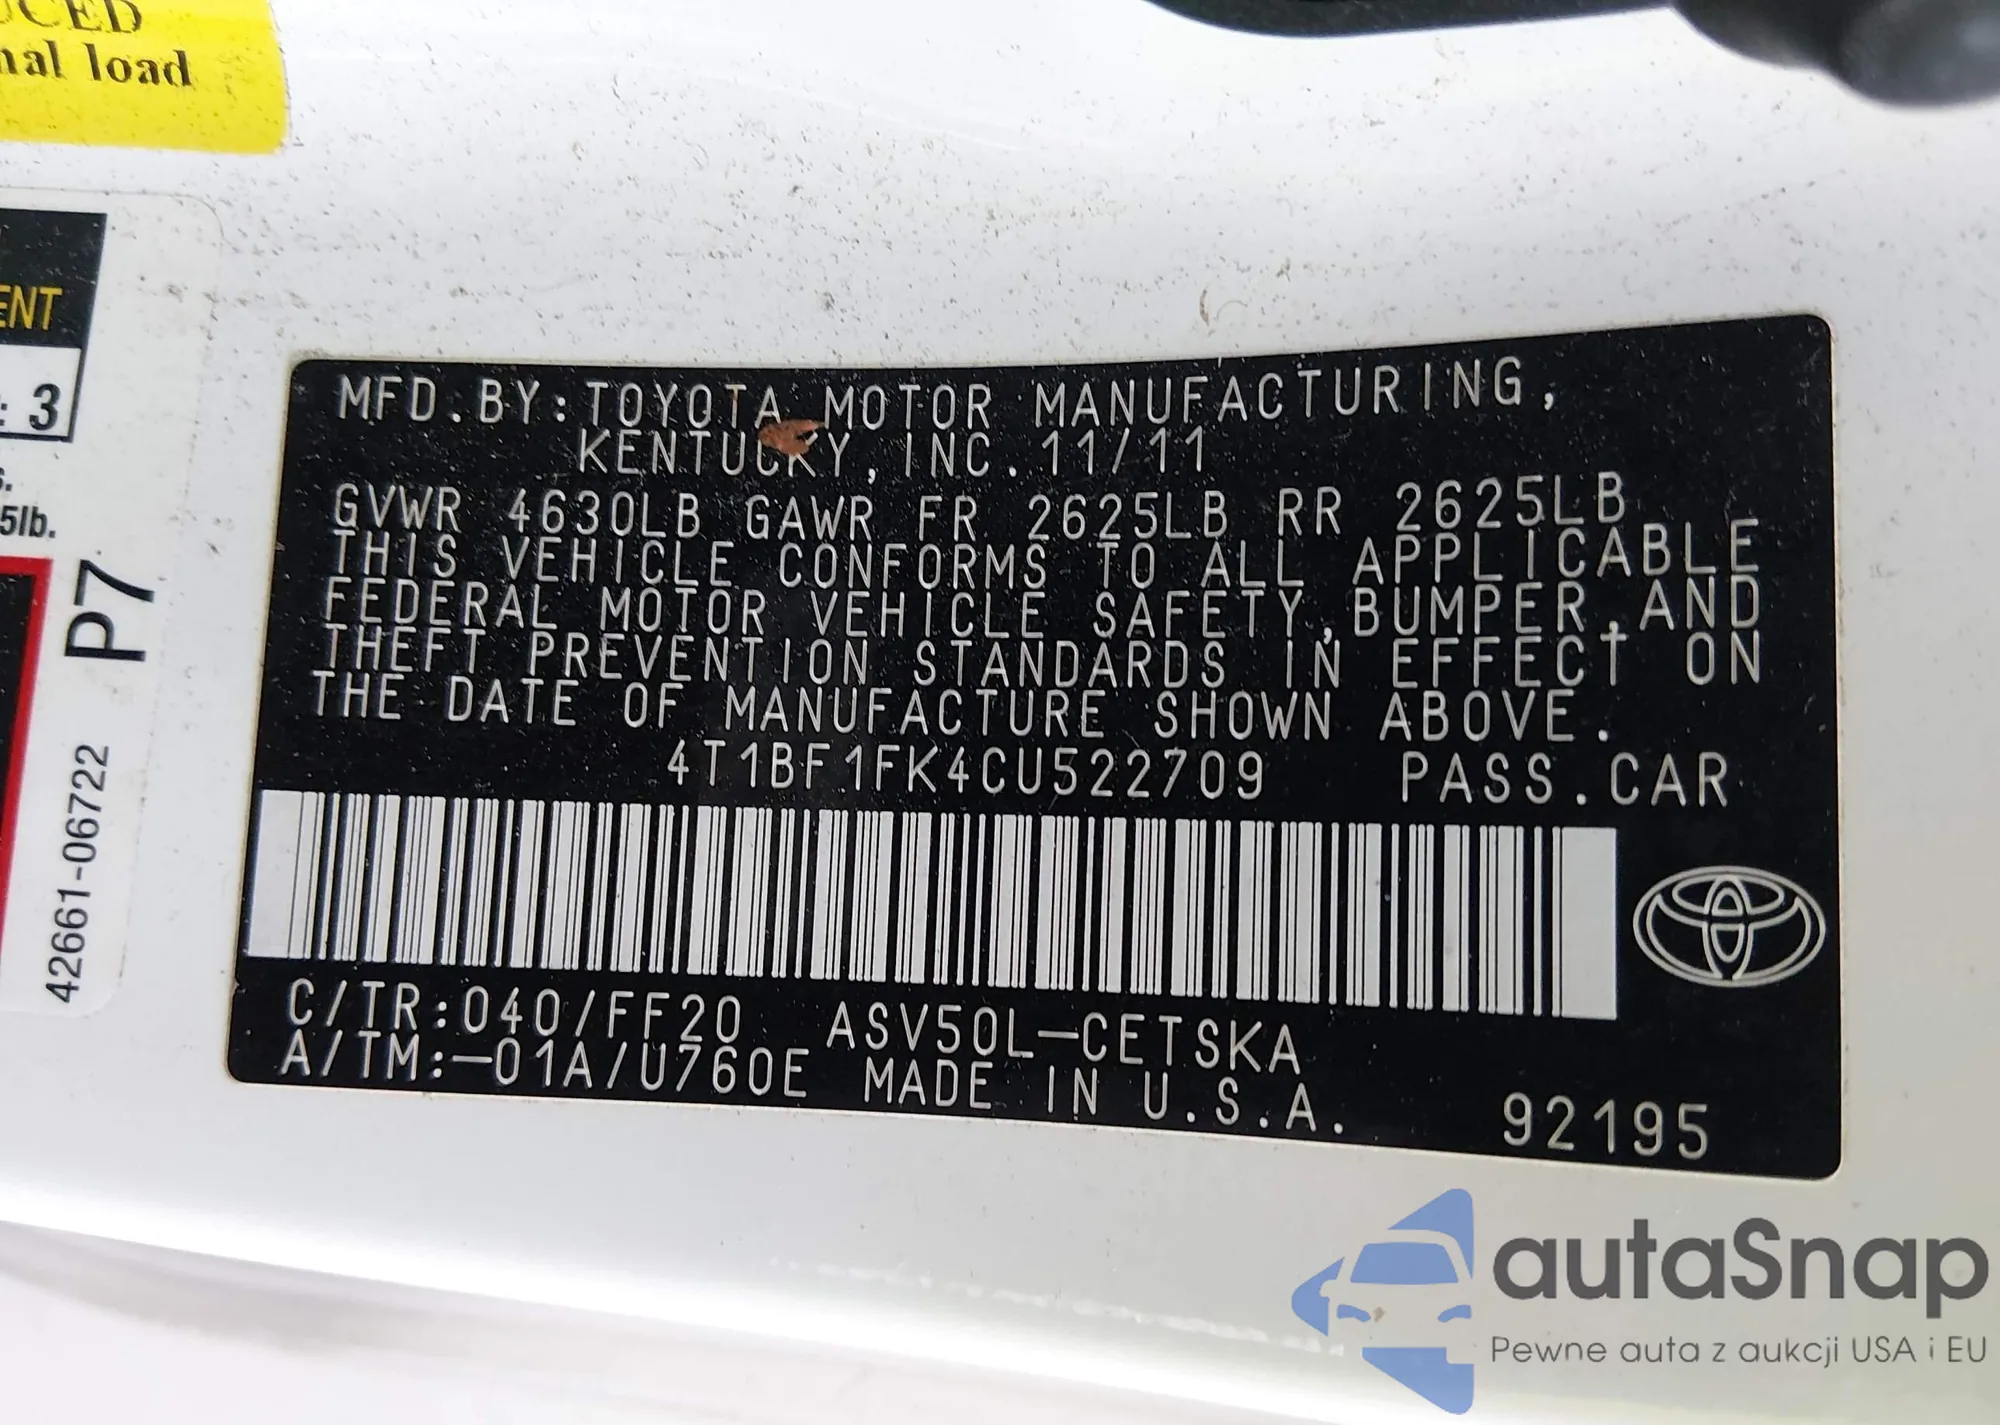 load
ENT
3
5lb.
P7
42661-06722
MFD.BY:TOYOTA MOTOR MANUFACTURING,
KENTUCKY, INC. 11/11
GVWR 4630LB GAWR FR 2625LB RR 2625LB
THIS VEHICLE CONFORMS TO ALL APPLICABLE
FEDERAL MOTOR VEHICLE SAFETY,BUMPER,AND
THEFT PREVENTION STANDARDS IN EFFECT ON
THE DATE OF MANUFACTURE SHOWN ABOVE.
4T1BF1FK4CU522709 PASS.CAR
C/TR:040/FF20 ASV50L-CETSKA
A/TM:-01A/U760E MADE IN U.S.A. 92195
autaSnap
Pewne auta z aukcji USA i EU